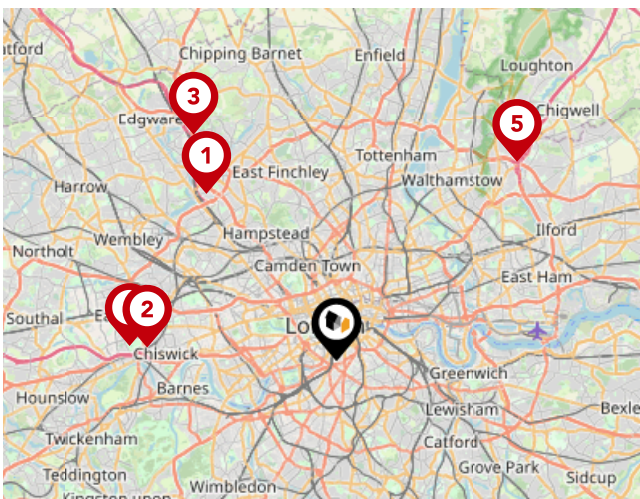 Chipping Barnet
Enfield
Loughton
3
Edgware
Chigwell
5
1
Tottenham
East Finchley
Walthamstow
Harrow
Hampstead
Ilford
Wembley
Northolt
Camden Town
East Ham
Southal
2
Chiswick
Greenwich
Barnes
Hounslow
Lewisham
Bexle
Twickenham
Catford
Grove Park
Teddington
Sidcup
Wimbledon